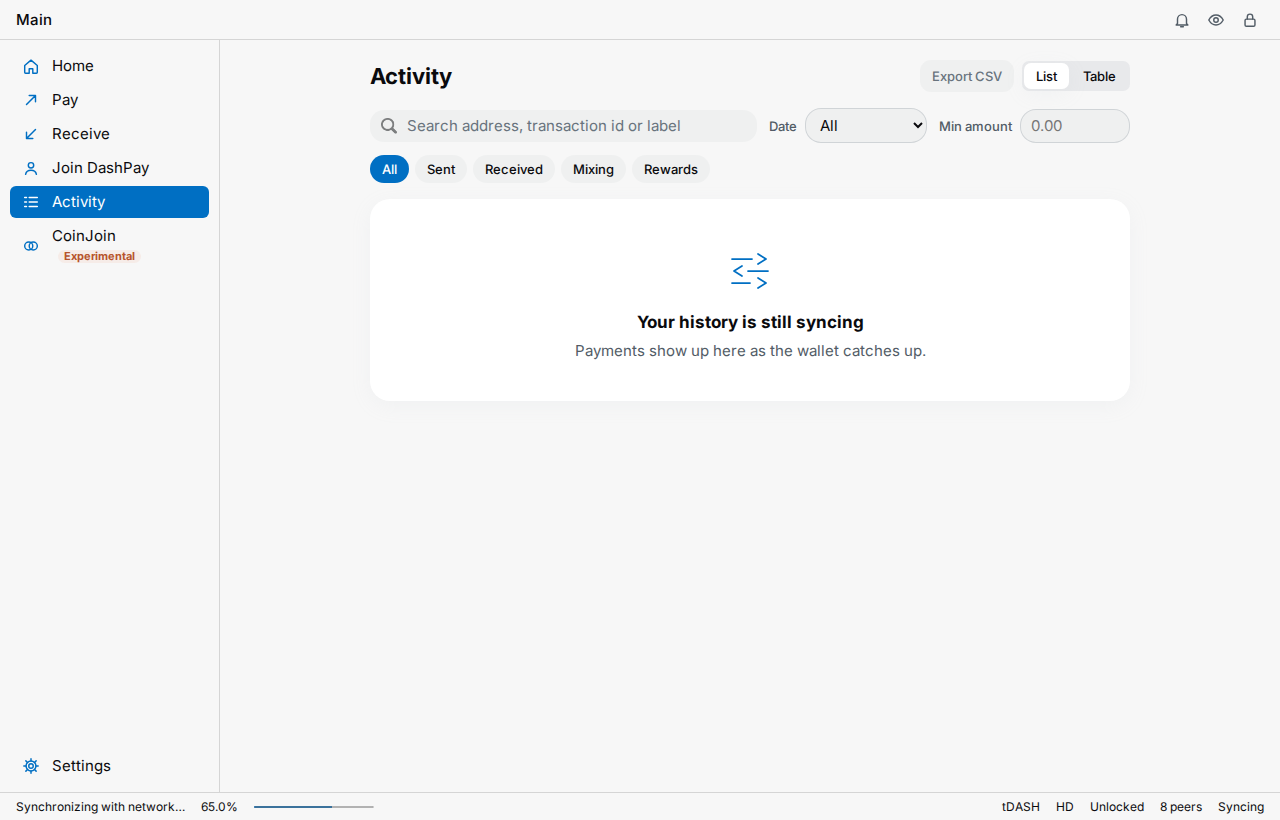 Main
Home
Pay
Receive
Join DashPay
Activity
CoinJoin
Experimental
Settings
Activity
Export CSV
List
Table
Search address, transaction id or label
Date
All
Min amount
0.00
All
Sent
Received
Mixing
Rewards
Your history is still syncing
Payments show up here as the wallet catches up.
Synchronizing with network...
65.0%
tDASH
HD
Unlocked
8 peers
Syncing